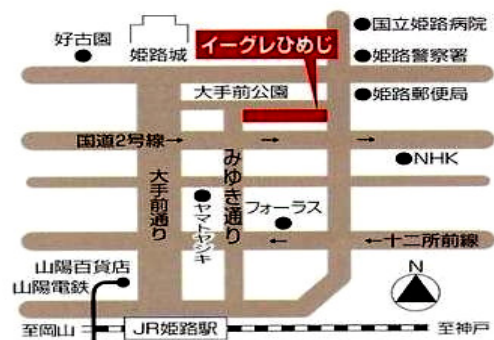 国立姫路病院
好古園
姫路城
イーグレひめじ
姫路警察署
大手前公園
姫路郵便局
国道2号線→
みゆき通り
NHK
大手前通り
ヤマトヤシキ
フォーラス
←十二所前線
山陽百貨店
山陽電鉄
N
至岡山
JR姫路駅
至神戸